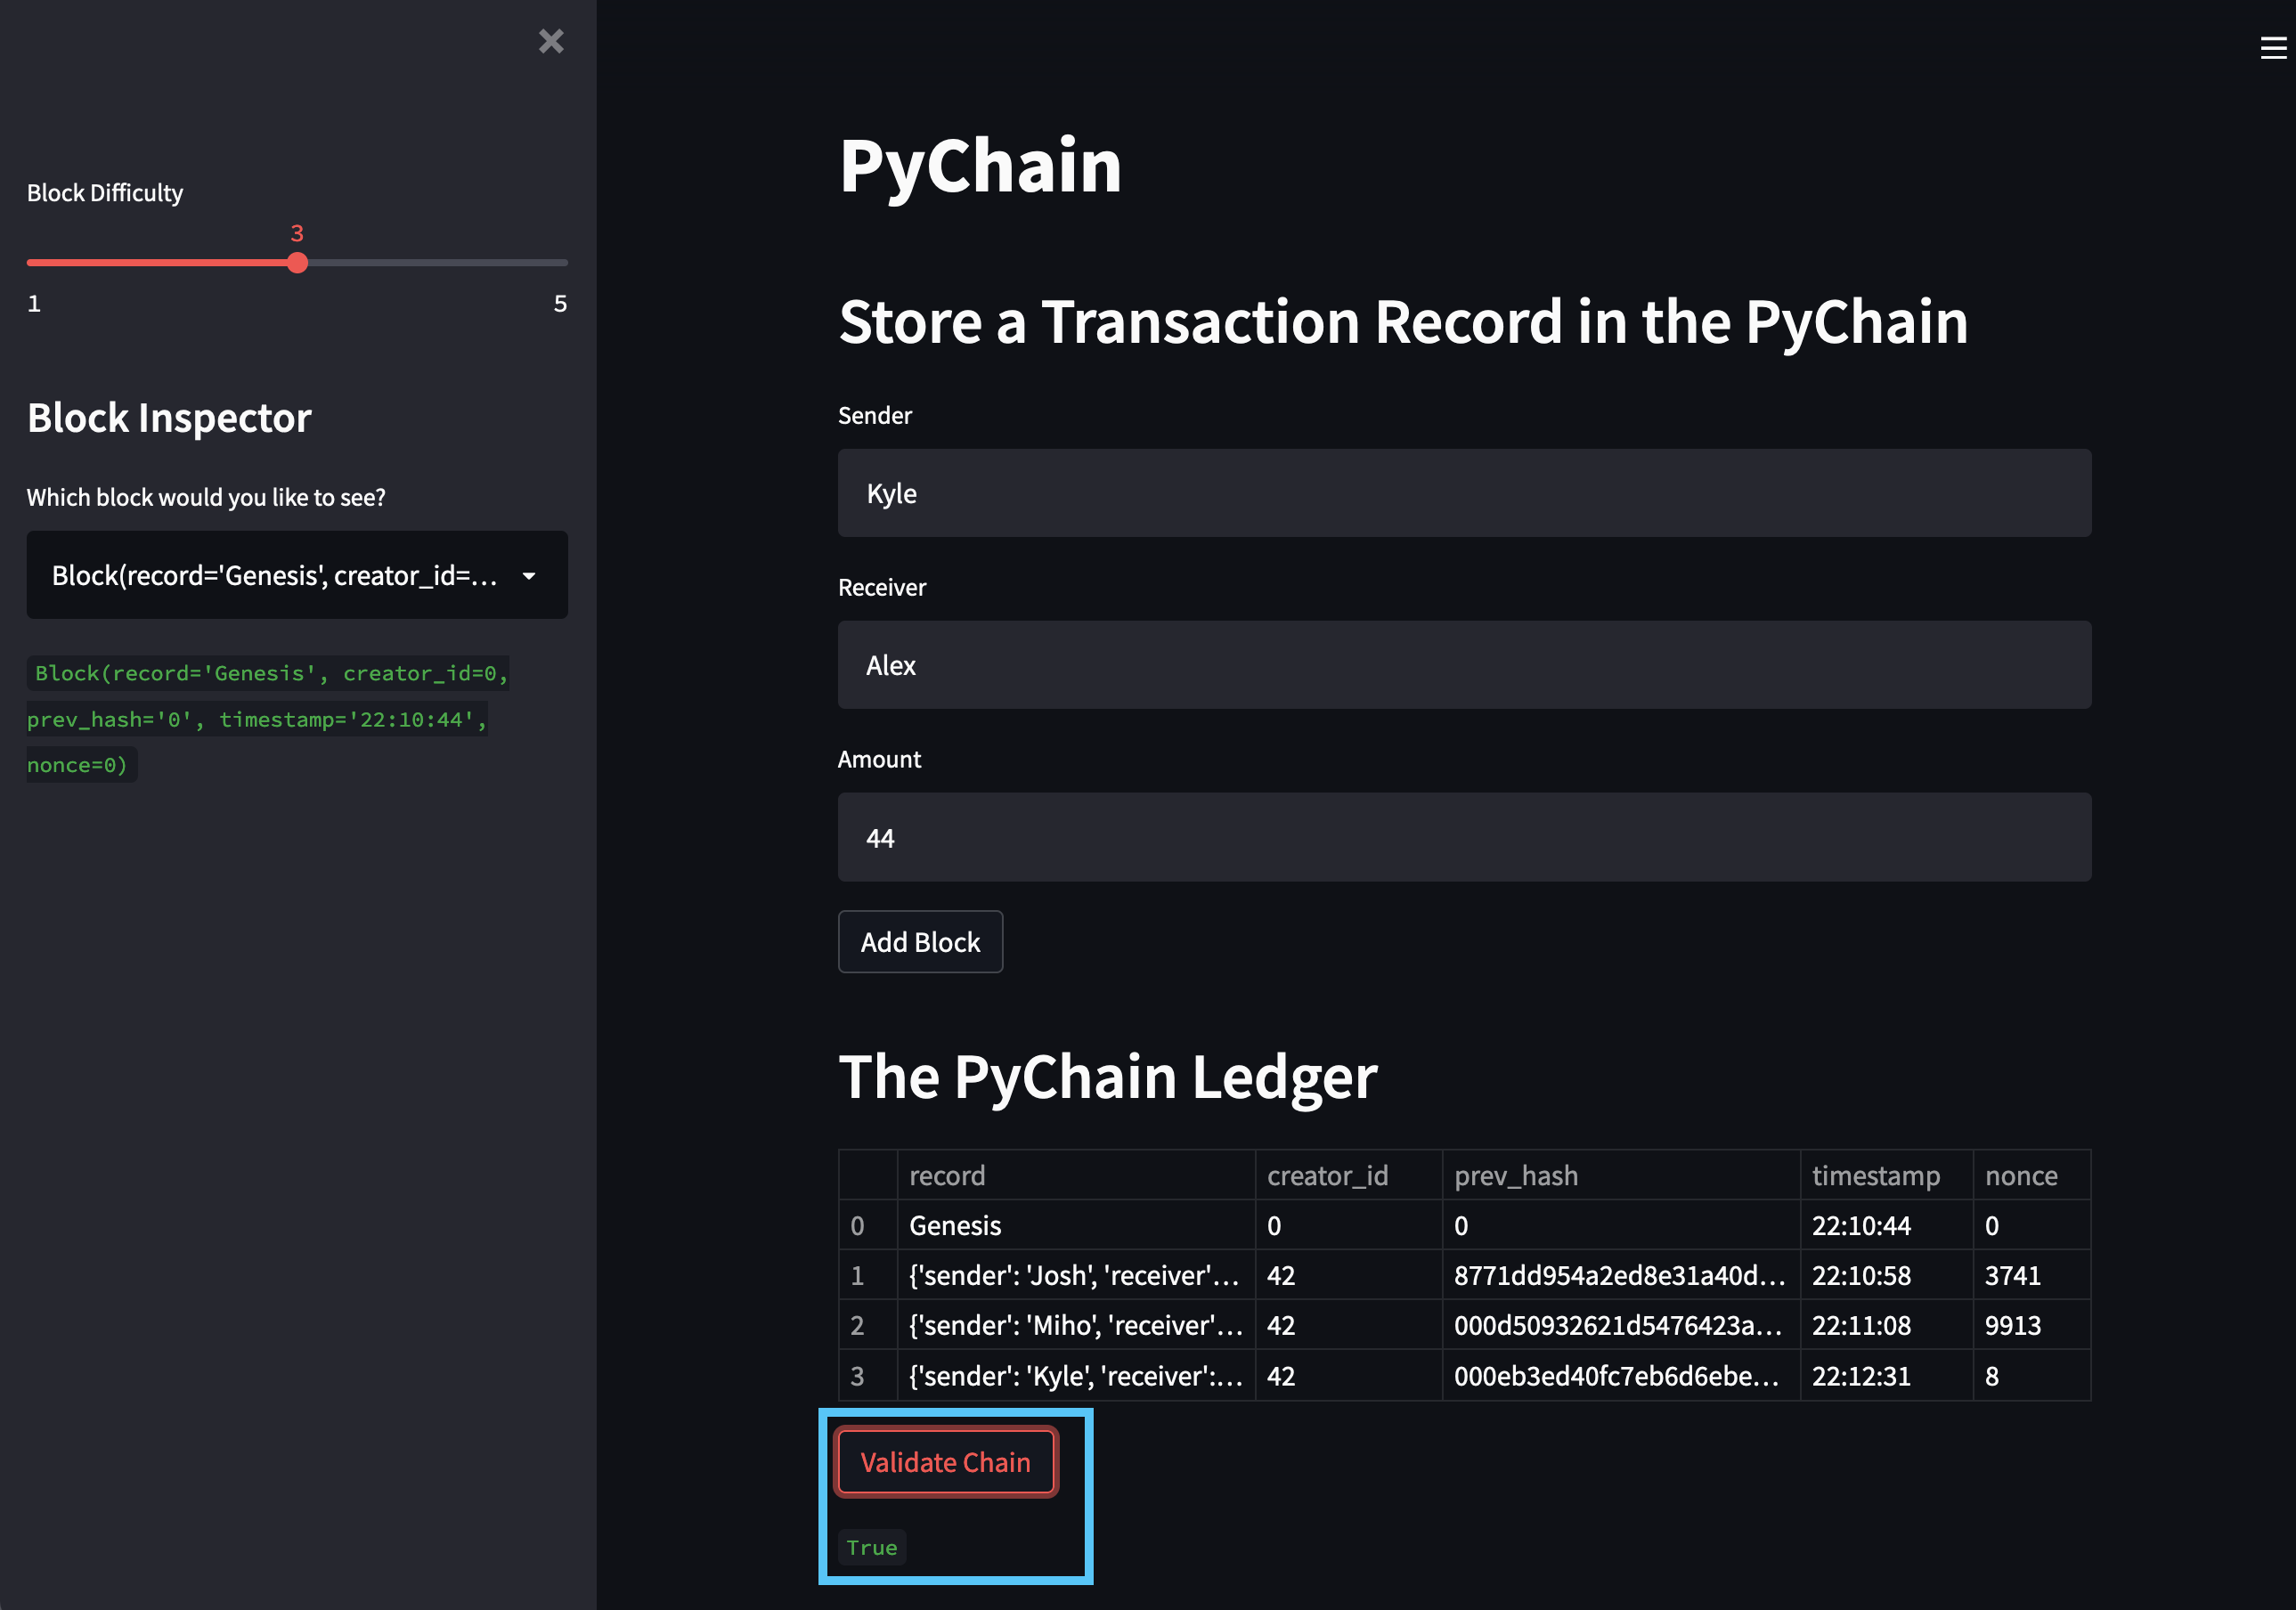 Block Difficulty
3
1 5
Block Inspector
Which block would you like to see?
Block(record='Genesis', creator_id=...
Block(record='Genesis', creator_id=0,
prev_hash='0', timestamp='22:10:44',
nonce=0)
PyChain
Store a Transaction Record in the PyChain
Sender
Kyle
Receiver
Alex
Amount
44
Add Block
The PyChain Ledger
record creator_id prev_hash timestamp nonce
0 Genesis 0 0 22:10:44 0
1 {'sender': 'Josh', 'receiver'... 42 8771dd954a2ed8e31a40d... 22:10:58 3741
2 {'sender': 'Miho', 'receiver'... 42 000d50932621d5476423a... 22:11:08 9913
3 {'sender': 'Kyle', 'receiver':... 42 000eb3ed40fc7eb6d6ebe... 22:12:31 8
Validate Chain
True